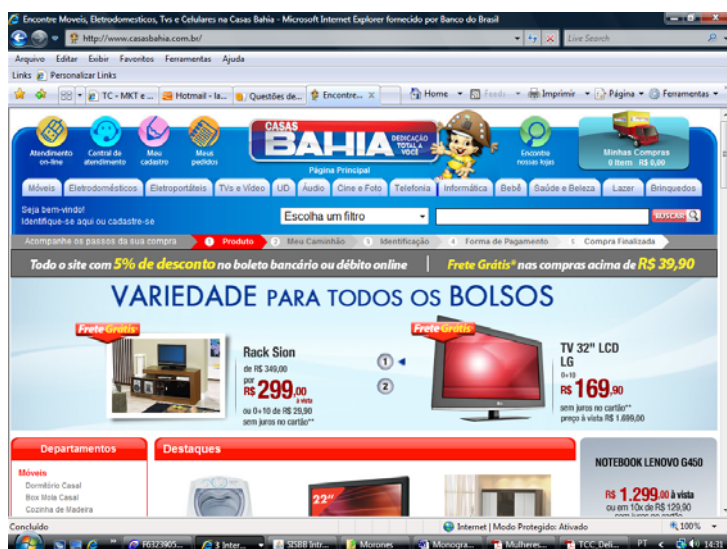 Encontre Moveis, Eletrodomesticos, Tvs e Celulares na Casas Bahia - Microsoft Internet Explorer fornecido por Banco do Brasil
http://www.casasbahia.com.br/
Live Search
Arquivo Editar Exibir Favoritos Ferramentas Ajuda
Links Personalizar Links
TC - MKT e ... Hotmail - la... Questões de... Encontre... X Home Feeds Imprimir Página Ferramentas
CASAS
BAHIA
DEDICAÇÃO
TOTAL A
VOCÊ
Página Principal
Atendimento
on-line
Central de
atendimento
Meu
cadastro
Meus
pedidos
Encontre
nossas lojas
Minhas Compras
0 Item R$ 0,00
Móveis Eletrodomésticos Eletroportáteis TVs e Vídeo UD Áudio Cine e Foto Telefonia Informática Bebê Saúde e Beleza Lazer Brinquedos
Seja bem-vindo!
Identifique-se aqui ou cadastre-se
Escolha um filtro
BUSCAR
Acompanhe os passos da sua compra 1 Produto 2 Meu Caminhão 3 Identificação 4 Forma de Pagamento 5 Compra Finalizada
Todo o site com 5% de desconto no boleto bancário ou débito online | Frete Grátis* nas compras acima de R$ 39,90
VARIEDADE PARA TODOS OS BOLSOS
Frete Grátis*
Rack Sion
de R$ 349,00
por
R$ 299,00
à vista
ou 0+10 de R$ 29,90
sem juros no cartão**
1
2
Frete Grátis*
TV 32" LCD
LG
0+10
R$ 169,90
sem juros no cartão**
preço à vista R$ 1.699,00
Departamentos
Móveis
Dormitório Casal
Box Mola Casal
Cozinha de Madeira
Destaques
22"
NOTEBOOK LENOVO G450
R$ 1.299,00 à vista
ou em 10x de R$ 129,90
Concluído
Internet | Modo Protegido: Ativado
100%
F6323905... 3 Inter... SISBB Intr... Morones Monogra... Mulheres... TCC_Deli... PT 14:31